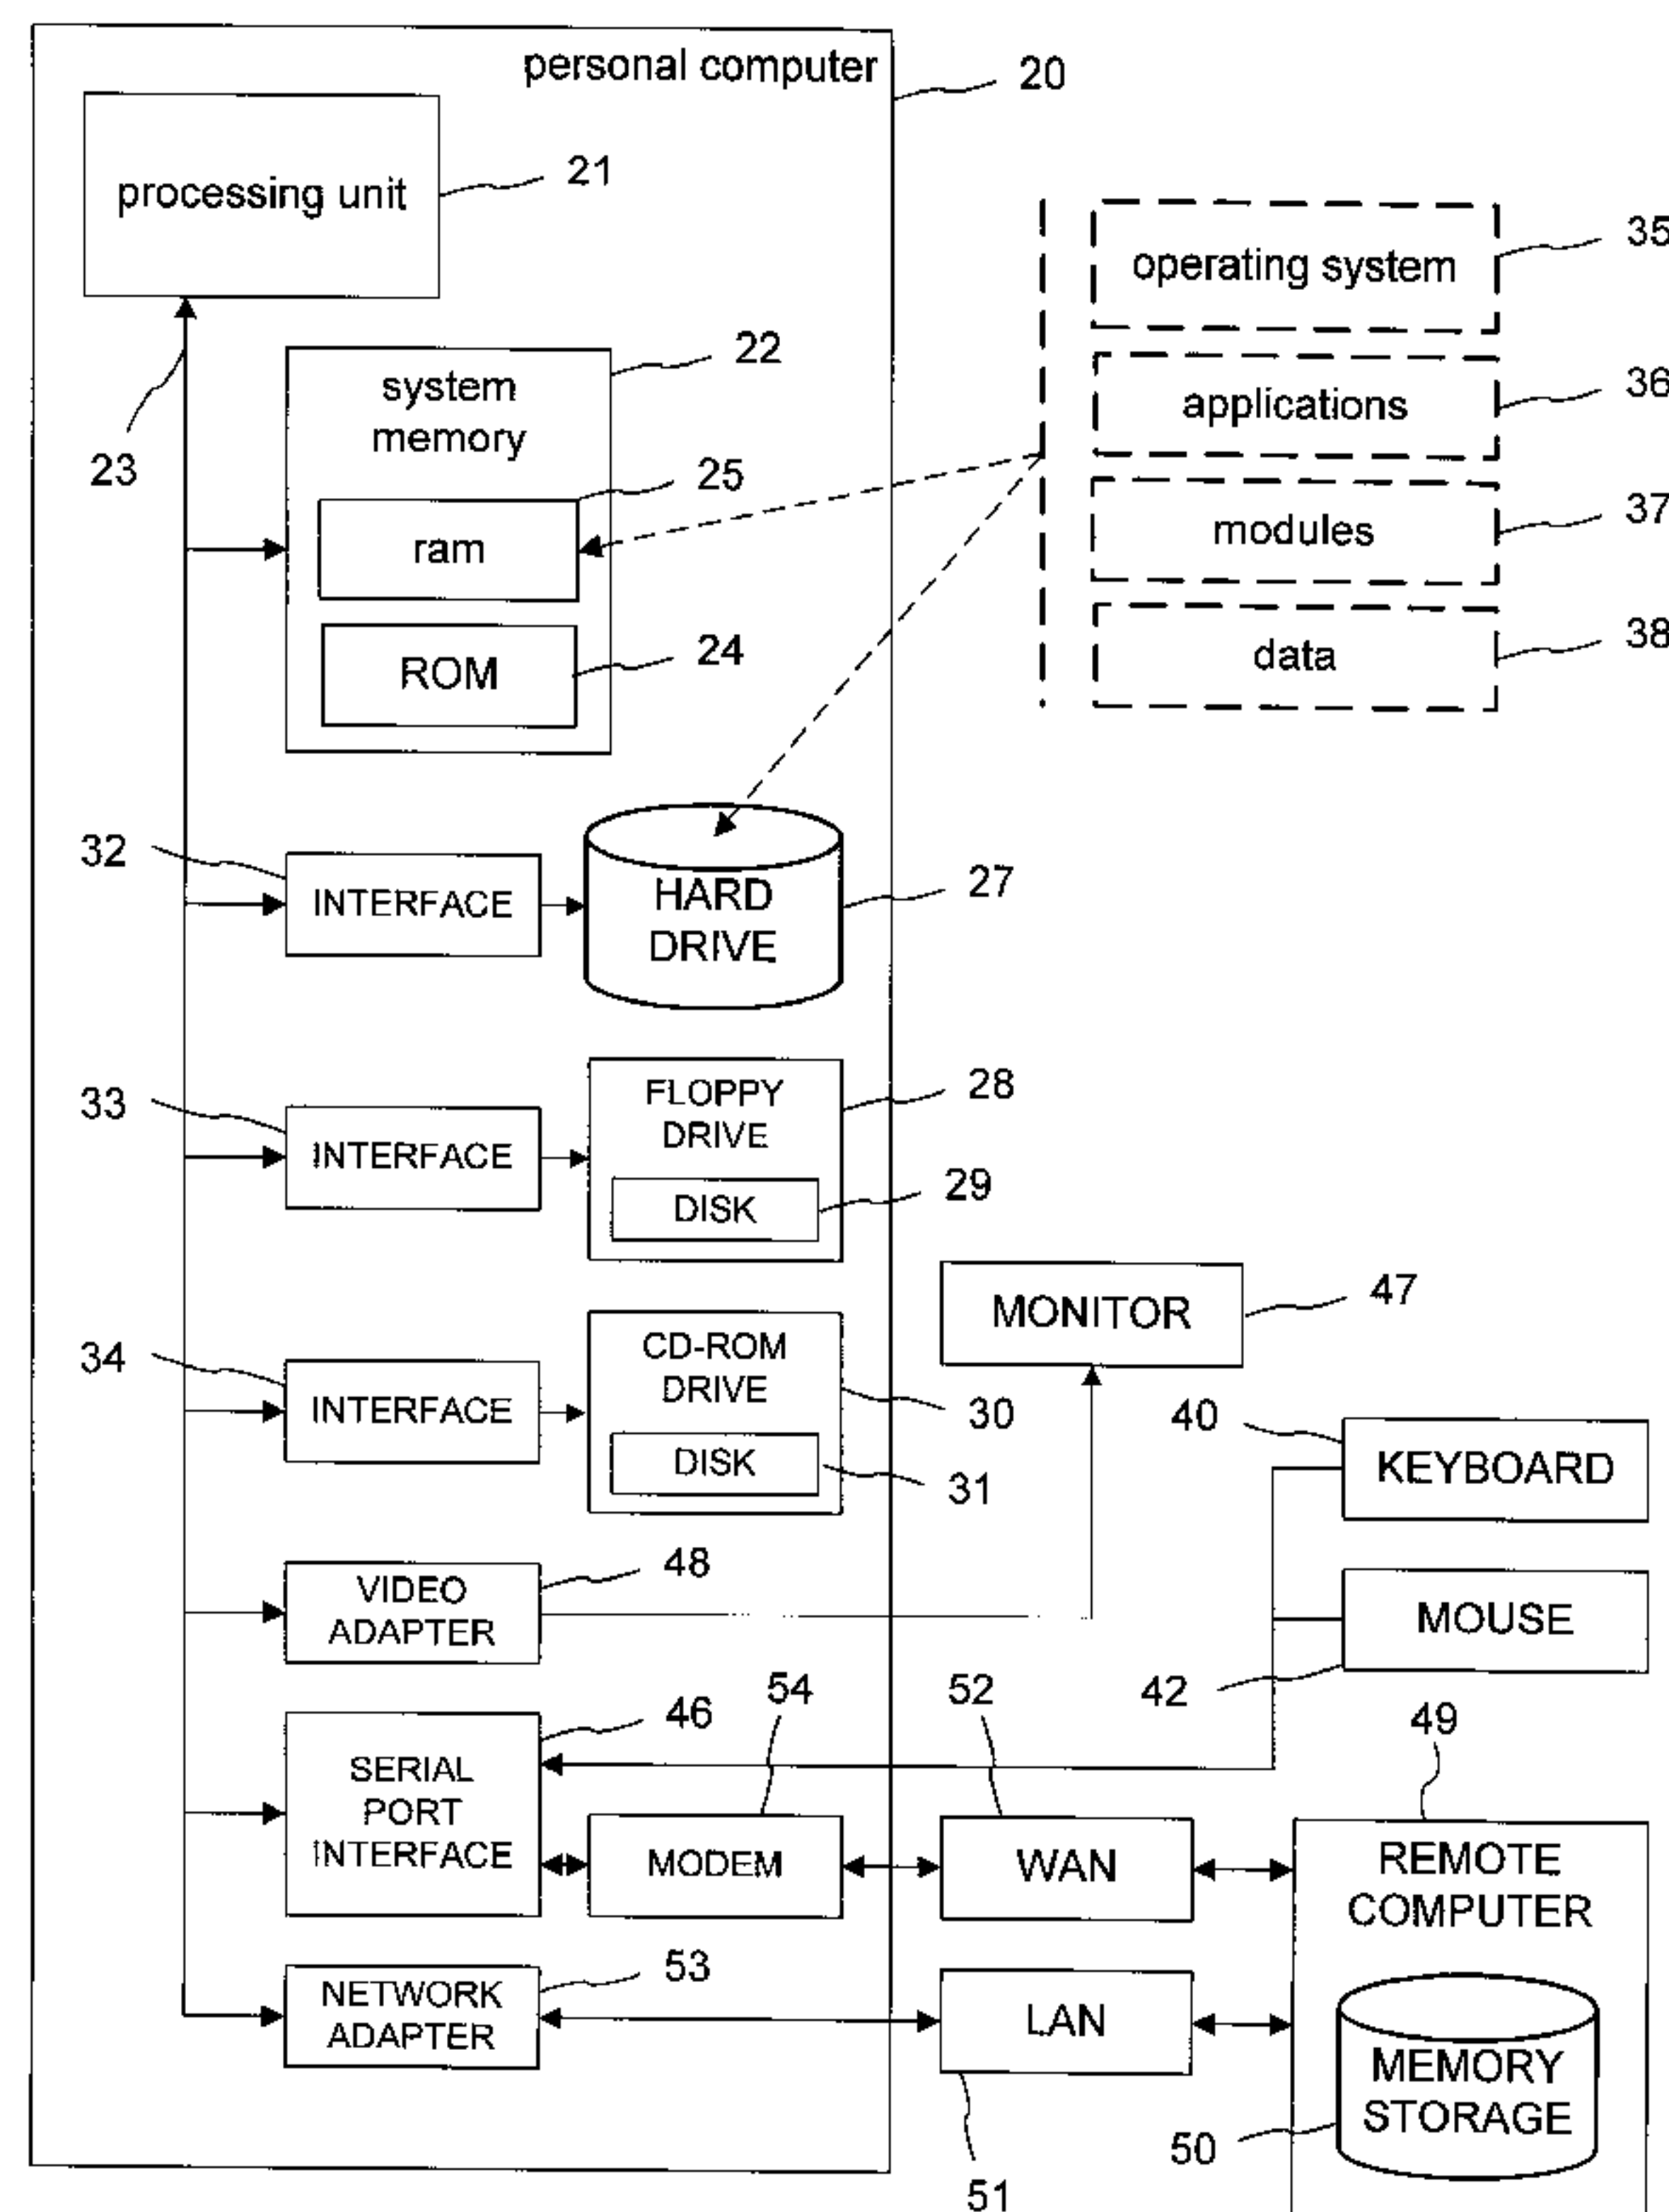 personal computer
20
processing unit
21
23
system
memory
22
25
ram
24
ROM
operating system
35
applications
36
modules
37
data
38
32
INTERFACE
HARD
DRIVE
27
33
INTERFACE
FLOPPY
DRIVE
28
DISK
29
34
INTERFACE
CD-ROM
DRIVE
30
DISK
31
MONITOR
47
40
KEYBOARD
MOUSE
42
VIDEO
ADAPTER
48
SERIAL
PORT
INTERFACE
46
54
MODEM
52
WAN
49
REMOTE
COMPUTER
NETWORK
ADAPTER
53
LAN
51
MEMORY
STORAGE
50